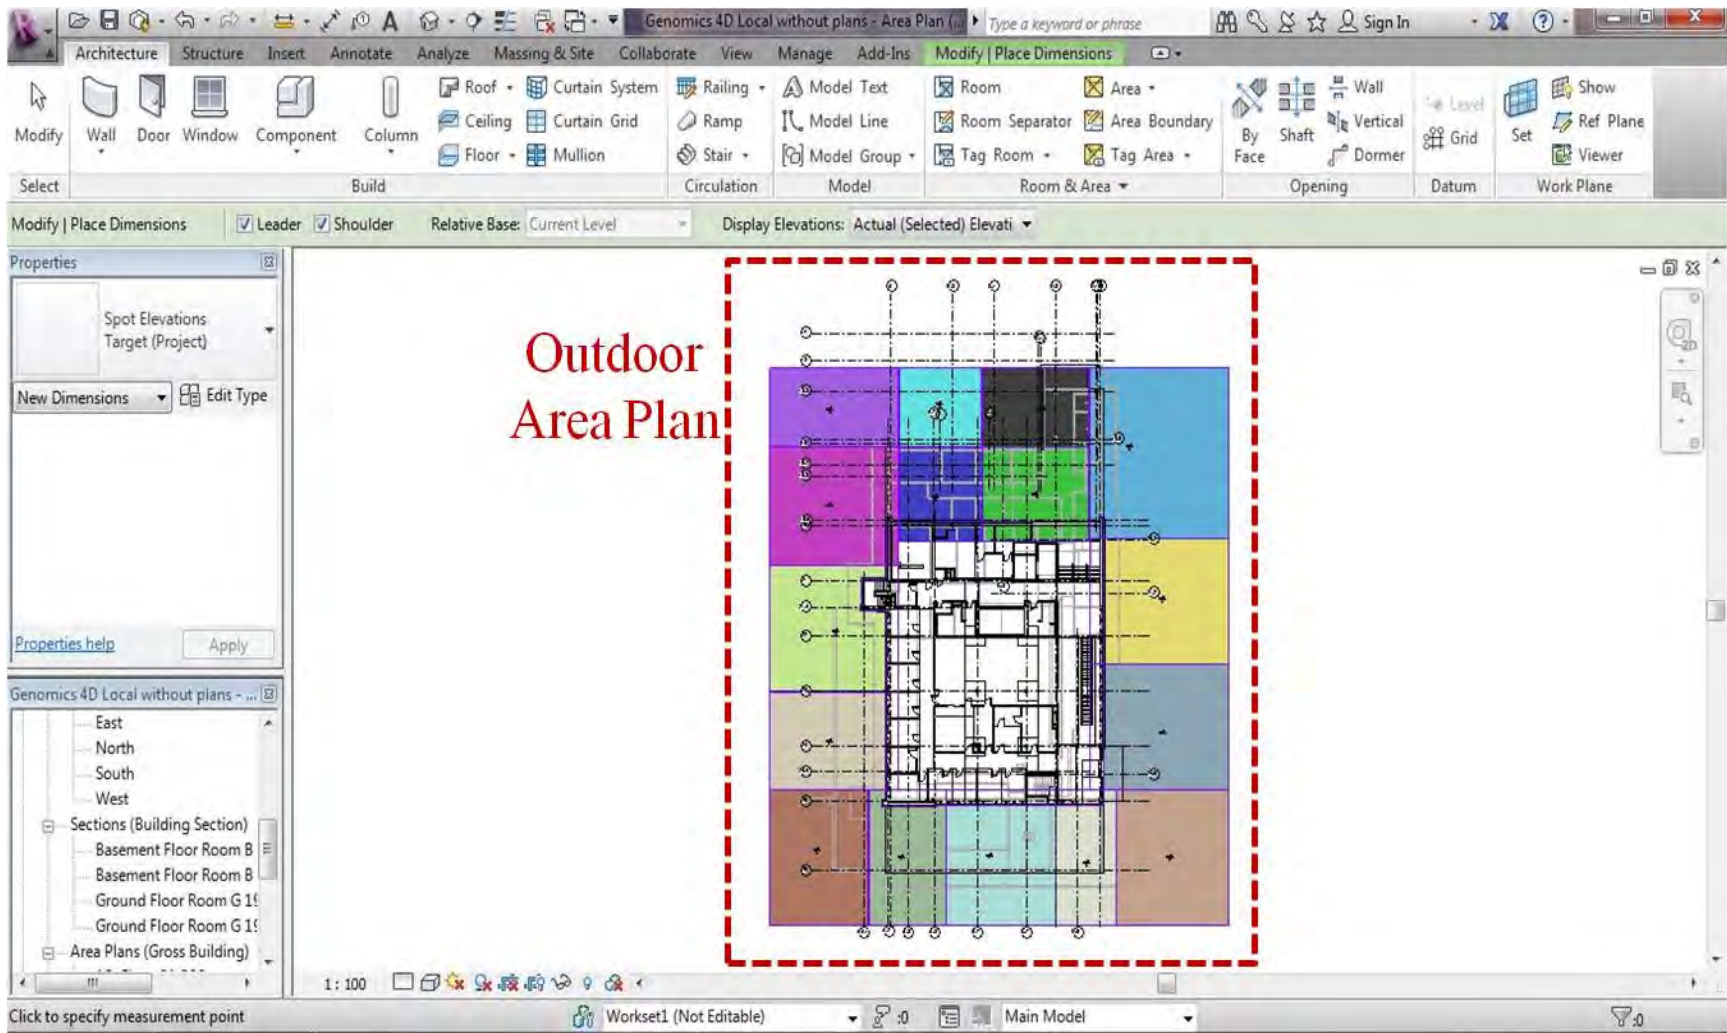 Genomics 4D Local without plans - Area Plan (...
Type a keyword or phrase
Sign In
Architecture Structure Insert Annotate Analyze Massing & Site Collaborate View Manage Add-Ins Modify | Place Dimensions
Modify
Wall
Door
Window
Component
Column
Roof
Curtain System
Ceiling
Curtain Grid
Floor
Mullion
Railing
Ramp
Stair
Model Text
Model Line
Model Group
Room
Area
Room Separator
Area Boundary
Tag Room
Tag Area
By
Face
Shaft
Wall
Vertical
Dormer
Level
Grid
Set
Show
Ref Plane
Viewer
Select
Build
Circulation
Model
Room & Area
Opening
Datum
Work Plane
Modify | Place Dimensions Leader Shoulder Relative Base: Current Level Display Elevations: Actual (Selected) Elevati
Properties
Spot Elevations
Target (Project)
New Dimensions
Edit Type
Properties help
Apply
Outdoor
Area Plan
2D
Genomics 4D Local without plans - ...
East
North
South
West
Sections (Building Section)
Basement Floor Room B
Basement Floor Room B
Ground Floor Room G 19
Ground Floor Room G 19
Area Plans (Gross Building)
1 : 100
Click to specify measurement point
Workset1 (Not Editable)
:0
Main Model
:0